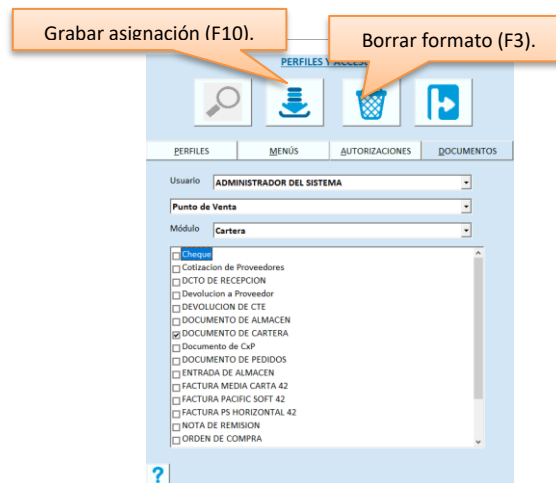 Grabar asignación (F10).
Borrar formato (F3).
PERFILES Y ACCESOS
PERFILES
MENÚS
AUTORIZACIONES
DOCUMENTOS
Usuario ADMINISTRADOR DEL SISTEMA
Punto de Venta
Módulo Cartera
Cheque
Cotizacion de Proveedores
DCTO DE RECEPCION
Devolucion a Proveedor
DEVOLUCION DE CTE
DOCUMENTO DE ALMACEN
DOCUMENTO DE CARTERA
Documento de CxP
DOCUMENTO DE PEDIDOS
ENTRADA DE ALMACEN
FACTURA MEDIA CARTA 42
FACTURA PACIFIC SOFT 42
FACTURA PS HORIZONTAL 42
NOTA DE REMISION
ORDEN DE COMPRA
?